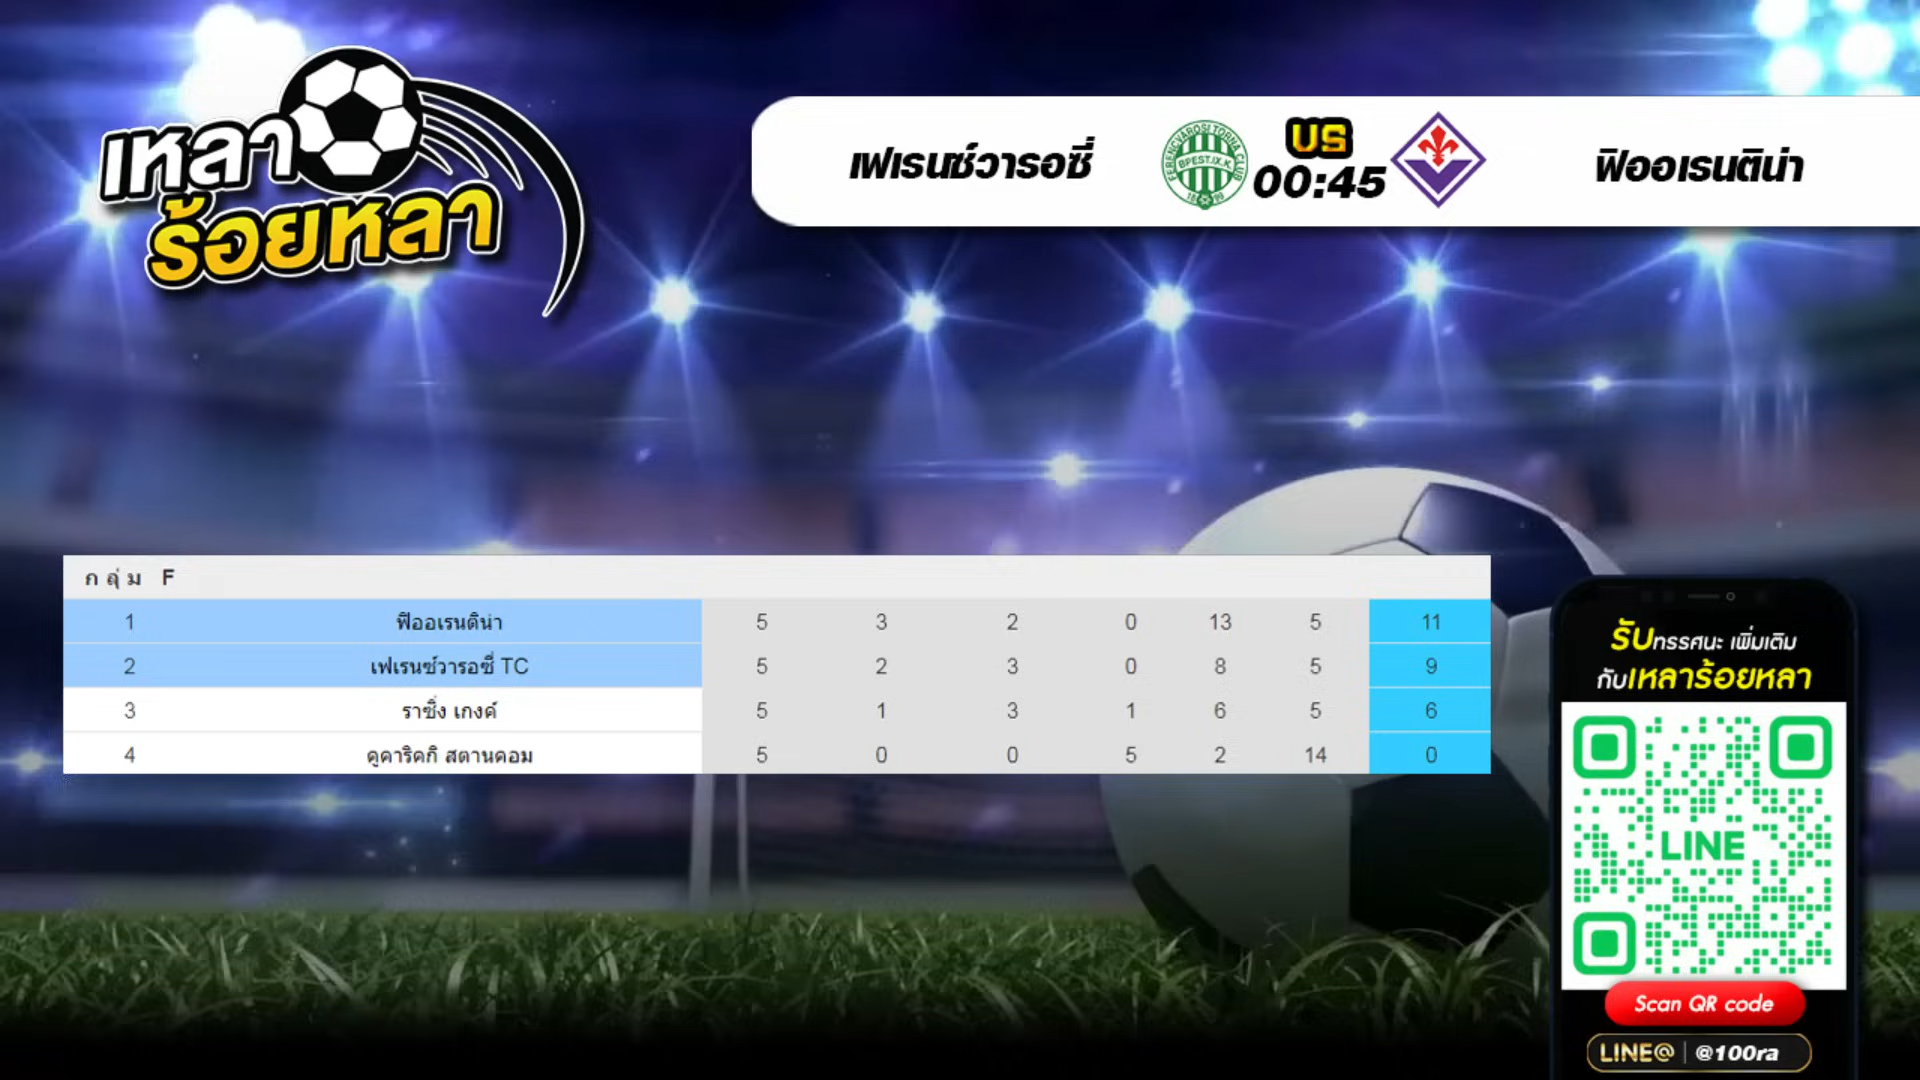 เหลา
ร้อยหลา
เฟเรนซ์วารอซี่
FERENCVAROSI TORNA CLUB
BPEST.IX.K.
VS
00:45
ฟิออเรนติน่า
กลุ่ม F
1 ฟิออเรนติน่า 5 3 2 0 13 5 11
2 เฟเรนซ์วารอซี่ TC 5 2 3 0 8 5 9
3 ราซิ่ง เกงค์ 5 1 3 1 6 5 6
4 คูคาริคกิ สตานคอม 5 0 0 5 2 14 0
รับทรรศนะ เพิ่มเติม
กับเหลาร้อยหลา
LINE
Scan QR code
LINE@ | @100ra